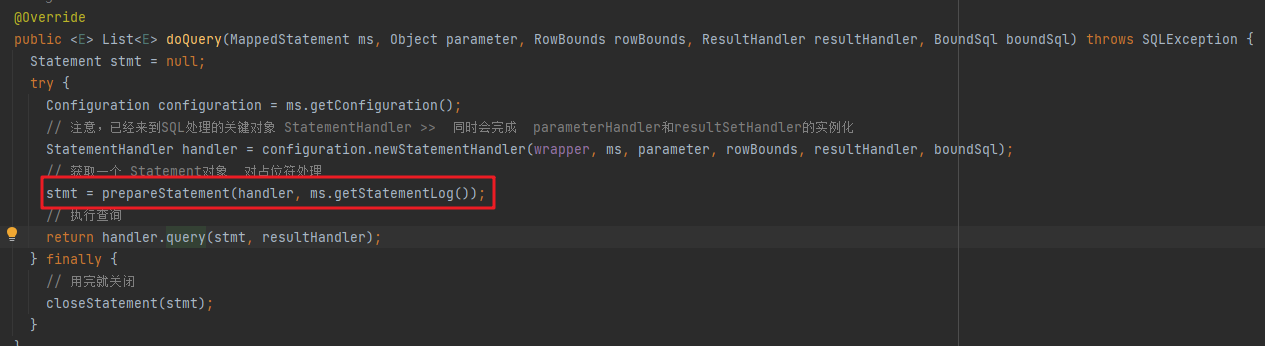 @Override
public <E> List<E> doQuery(MappedStatement ms, Object parameter, RowBounds rowBounds, ResultHandler resultHandler, BoundSql boundSql) throws SQLException {
Statement stmt = null;
try {
Configuration configuration = ms.getConfiguration();
// 注意，已经来到SQL处理的关键对象 StatementHandler >>  同时会完成  parameterHandler和resultSetHandler的实例化
StatementHandler handler = configuration.newStatementHandler(wrapper, ms, parameter, rowBounds, resultHandler, boundSql);
// 获取一个 Statement对象  对占位符处理
stmt = prepareStatement(handler, ms.getStatementLog());
// 执行查询
return handler.query(stmt, resultHandler);
} finally {
// 用完就关闭
closeStatement(stmt);
}
}